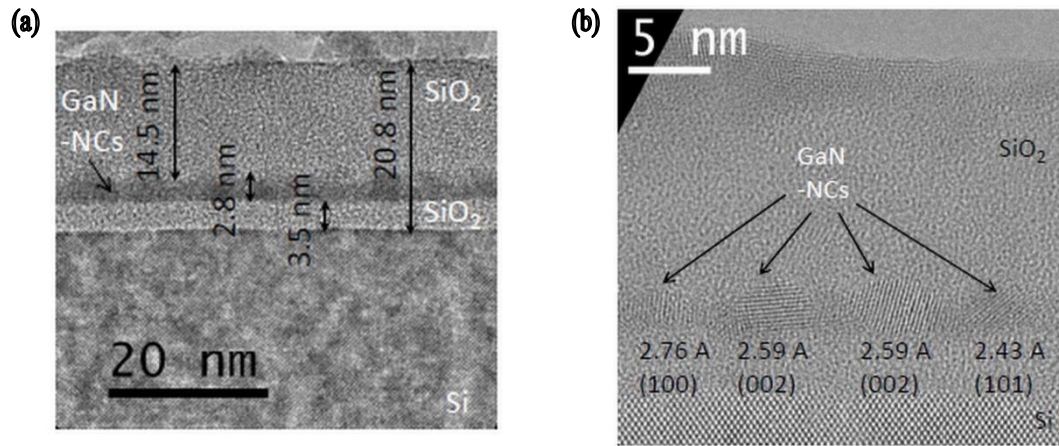 (a)
SiO2
GaN
-NCs
14.5 nm
2.8 nm
3.5 nm
20.8 nm
SiO2
20 nm
Si
(b)
5 nm
SiO2
GaN
-NCs
2.76 A
(100)
2.59 A
(002)
2.59 A
(002)
2.43 A
(101)
Si